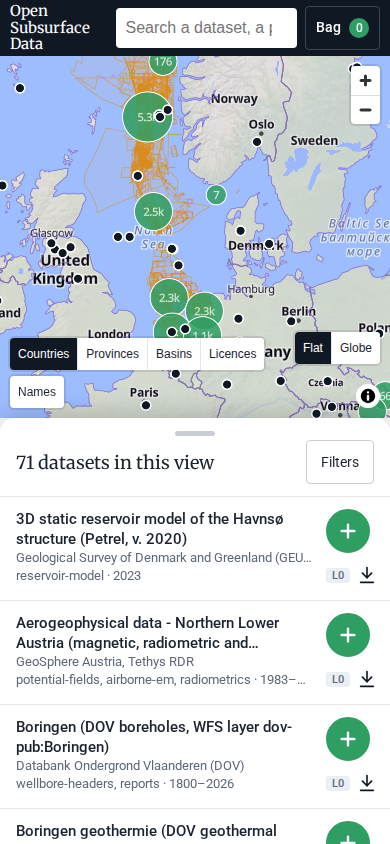 Open
Subsurface
Data
Search a dataset, a
Bag 0
176
Norway
5.3
Oslo
Sweden
+
−
7
2.5k
North
Sea
Baltic Se
Балтийск
море
Glasgow
United
Kingdom
Denmark
Hamburg
2.3k
2.3k
1.1k
Berlin
London
Countries
Provinces
Basins
Licences
Flat
Globe
Names
Paris
Czechia
Vienna
71 datasets in this view
Filters
3D static reservoir model of the Havnsø
structure (Petrel, v. 2020)
Geological Survey of Denmark and Greenland (GEU…
reservoir-model · 2023
L0
Aerogeophysical data - Northern Lower
Austria (magnetic, radiometric and…
GeoSphere Austria, Tethys RDR
potential-fields, airborne-em, radiometrics · 1983–…
L0
Boringen (DOV boreholes, WFS layer dov-
pub:Boringen)
Databank Ondergrond Vlaanderen (DOV)
wellbore-headers, reports · 1800–2026
L0
Boringen geothermie (DOV geothermal